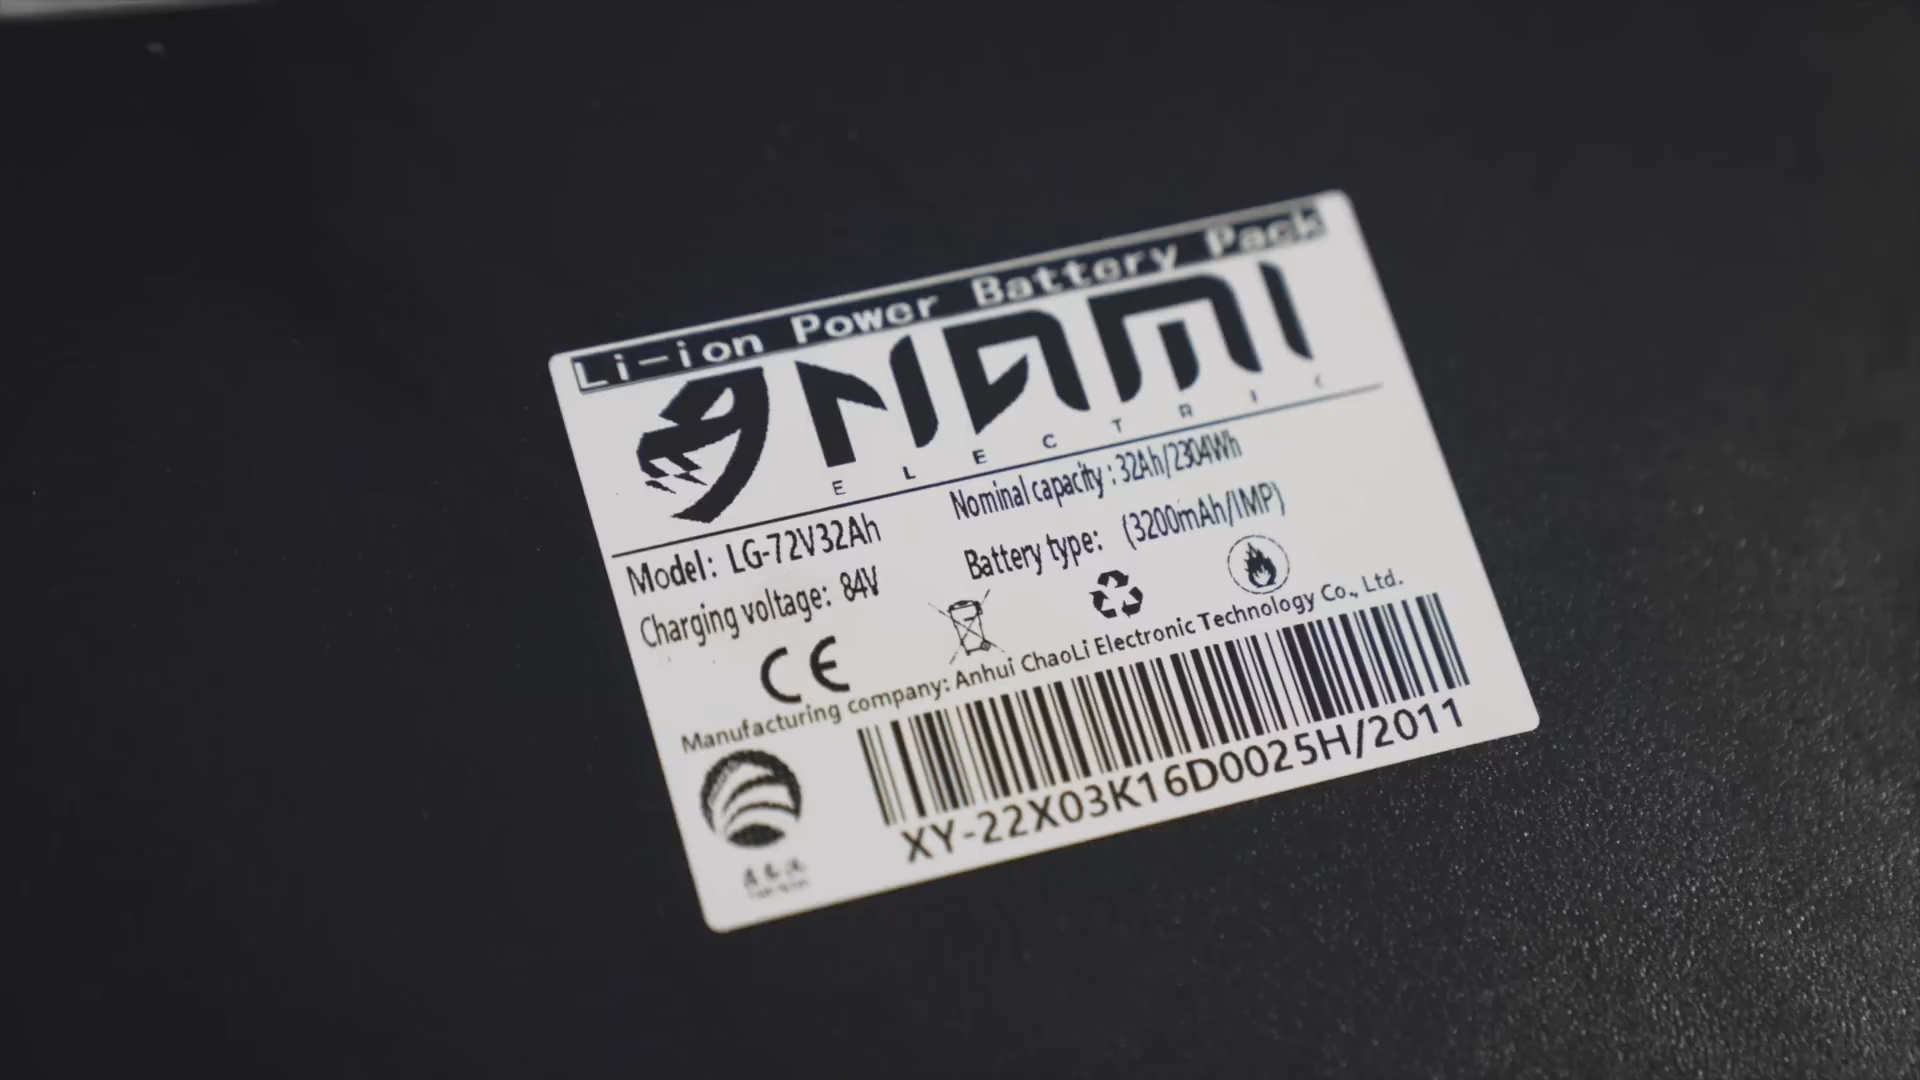 Li-ion Power Battery Pack
NAMI
ELECTRIC
Model: LG-72V32Ah
Nominal capacity : 32Ah/2304Wh
Charging voltage: 84V
Battery type: (3200mAh/IMP)
CE
Manufacturing company: Anhui ChaoLi Electronic Technology Co., Ltd.
XY-22X03K16D0025H/2011